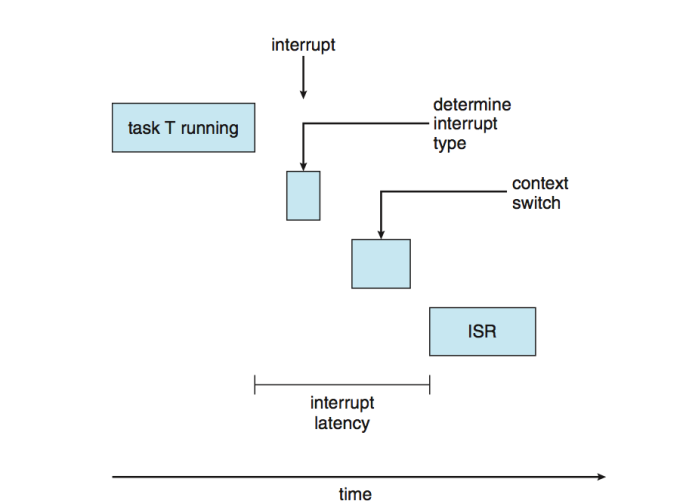 interrupt
task T running
determine
interrupt
type
context
switch
ISR
interrupt
latency
time